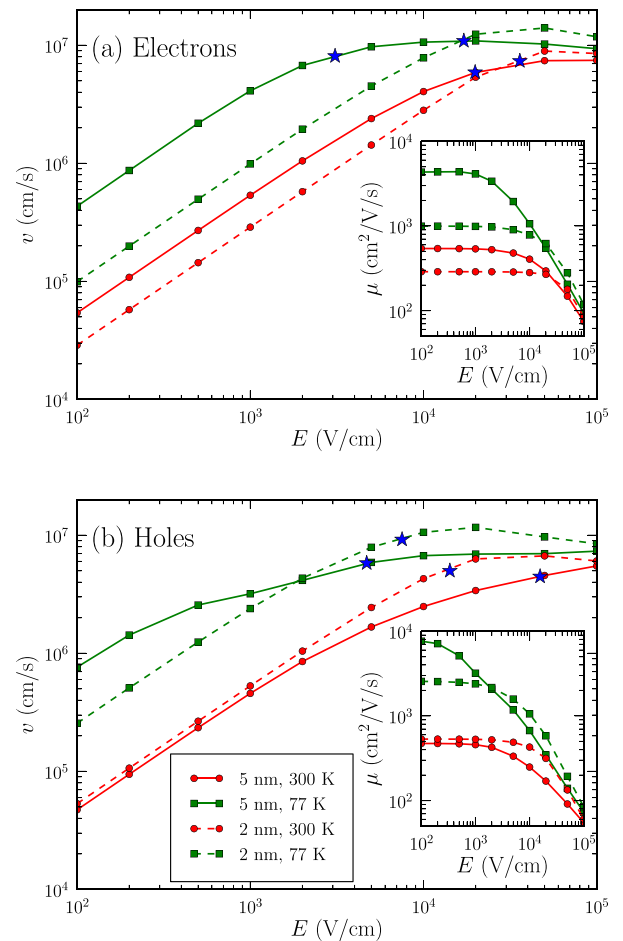 (a) Electrons
10^7
10^6
10^5
10^4
v (cm/s)
10^2 10^3 10^4 10^5
E (V/cm)
10^4
10^3
10^2
μ (cm^2/V/s)
10^2 10^3 10^4 10^5
E (V/cm)
(b) Holes
10^7
10^6
10^5
10^4
v (cm/s)
10^2 10^3 10^4 10^5
E (V/cm)
10^4
10^3
10^2
μ (cm^2/V/s)
10^2 10^3 10^4 10^5
E (V/cm)
5 nm, 300 K
5 nm, 77 K
2 nm, 300 K
2 nm, 77 K